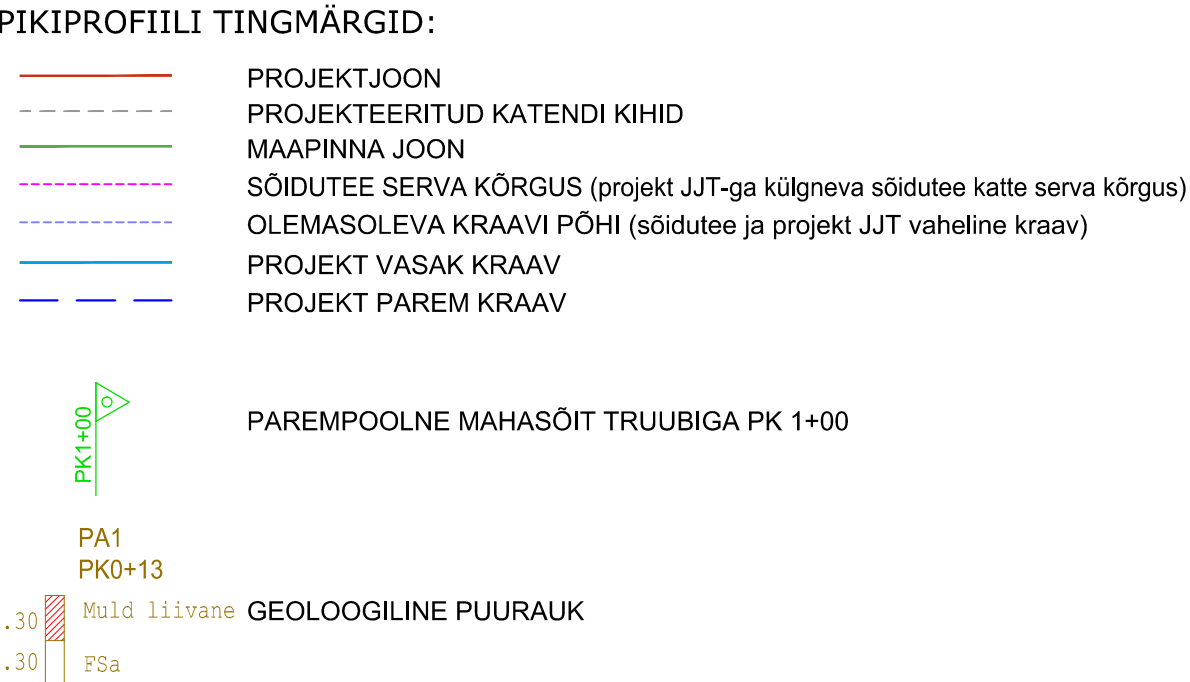 PIKIPROFIILI TINGMÄRGID:
PROJEKTJOON
PROJEKTEERITUD KATENDI KIHID
MAAPINNA JOON
SÕIDUTEE SERVA KÕRGUS (projekt JJT-ga külgneva sõidutee katte serva kõrgus)
OLEMASOLEVA KRAAVI PÕHI (sõidutee ja projekt JJT vaheline kraav)
PROJEKT VASAK KRAAV
PROJEKT PAREM KRAAV
PK1+00
PAREMPOOLNE MAHASÕIT TRUUBIGA PK 1+00
PA1
PK0+13
.30 Muld liivane GEOLOOGILINE PUURAUK
.30 FSa